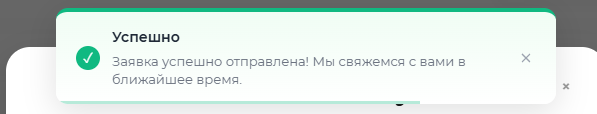 Успешно
Заявка успешно отправлена! Мы свяжемся с вами в
ближайшее время.